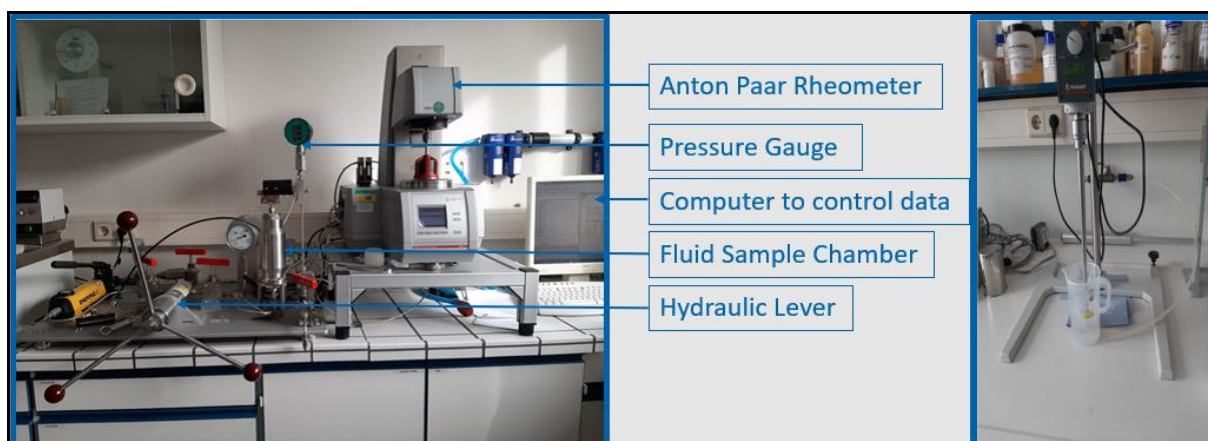 Anton Paar Rheometer
Pressure Gauge
Computer to control data
Fluid Sample Chamber
Hydraulic Lever